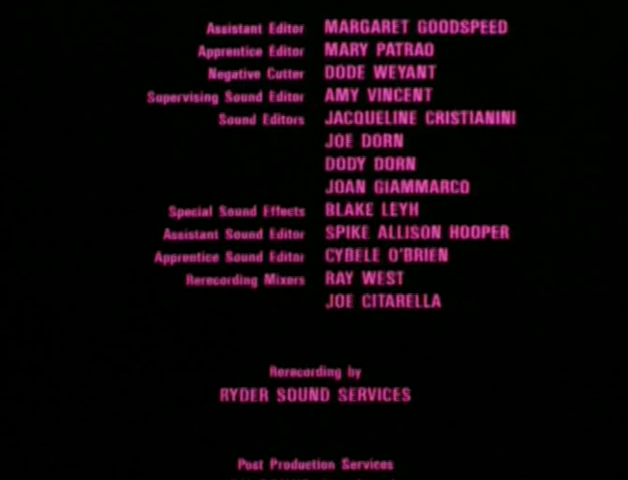 Assistant Editor MARGARET GOODSPEED
Apprentice Editor MARY PATRAO
Negative Cutter DODE WEYANT
Supervising Sound Editor AMY VINCENT
Sound Editors JACQUELINE CRISTIANINI
JOE DORN
DODY DORN
JOAN GIAMMARCO
Special Sound Effects BLAKE LEYH
Assistant Sound Editor SPIKE ALLISON HOOPER
Apprentice Sound Editor CYBELE O'BRIEN
Rerecording Mixers RAY WEST
JOE CITARELLA
Rerecording by
RYDER SOUND SERVICES
Post Production Services